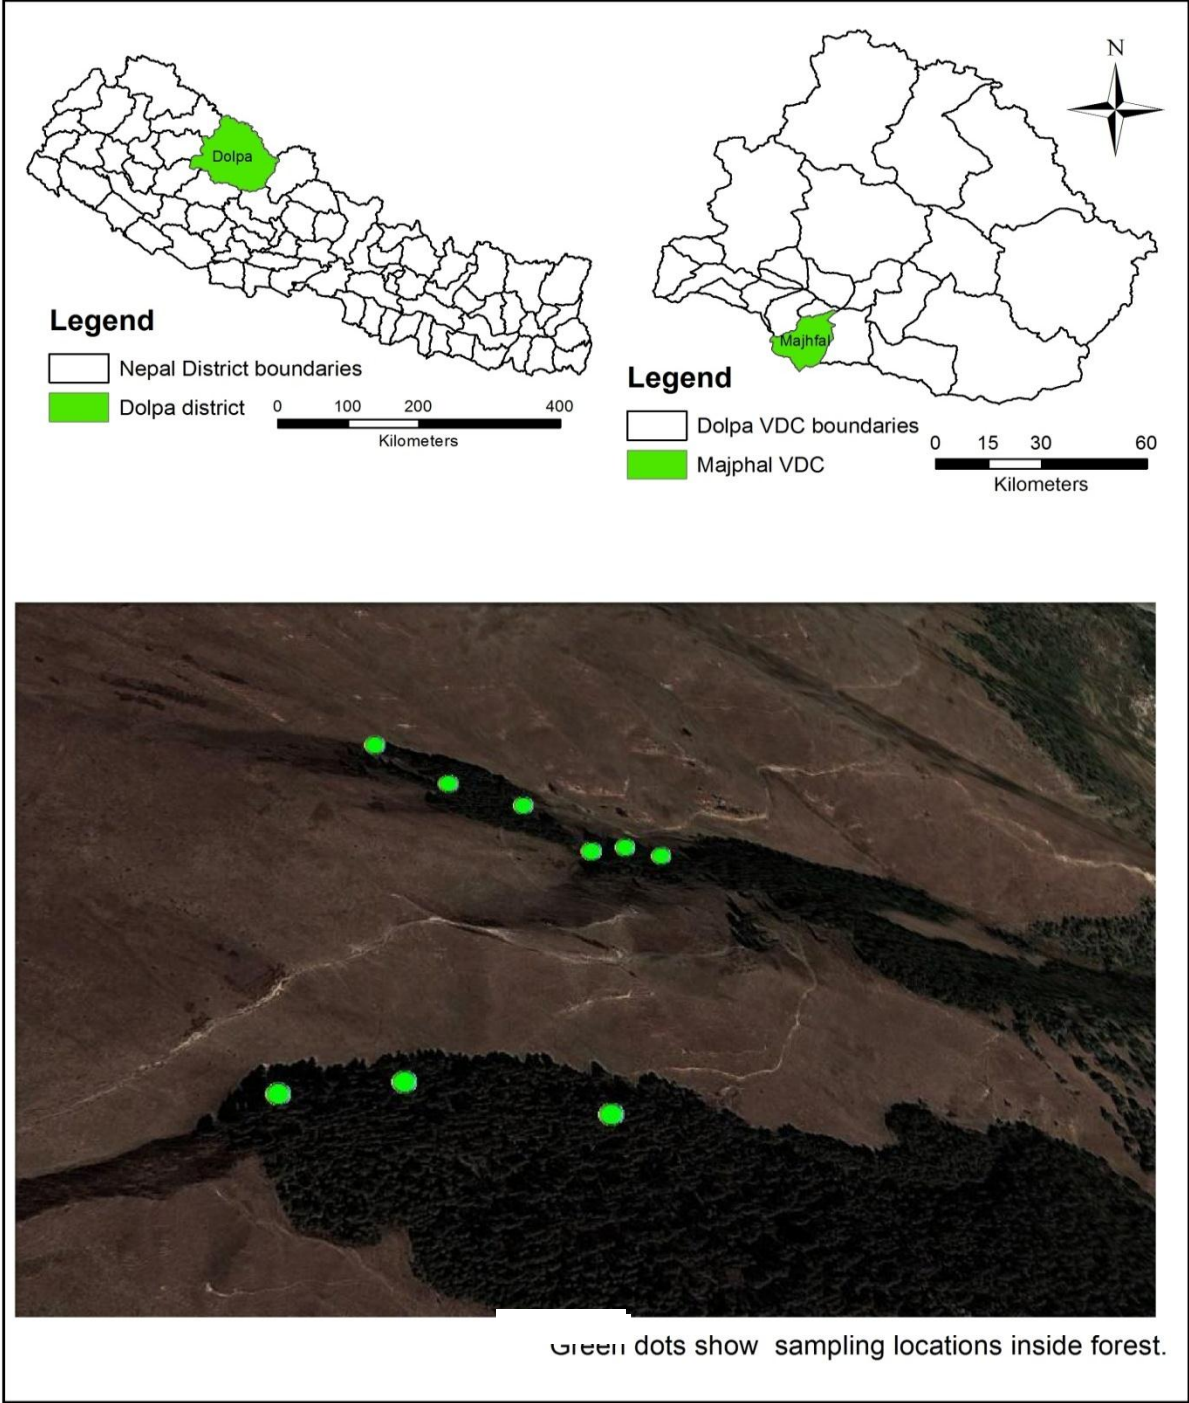 Dolpa
Legend
Nepal District boundaries
Dolpa district
0 100 200 400
Kilometers
N
Majhfal
Legend
Dolpa VDC boundaries
Majphal VDC
0 15 30 60
Kilometers
Green dots show sampling locations inside forest.